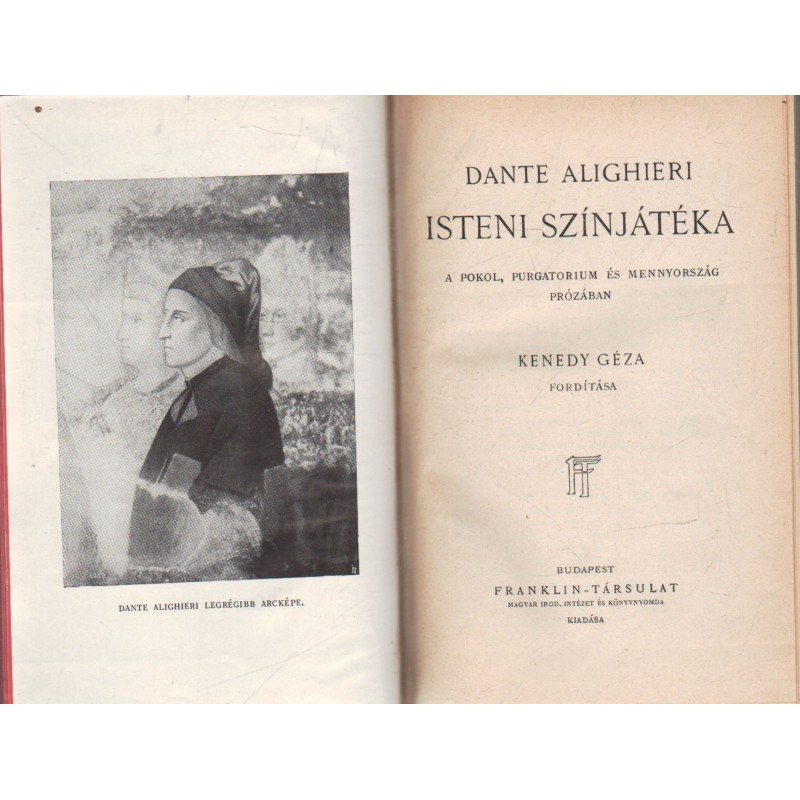 DANTE ALIGHIERI LEGRÉGIBB ARCKÉPE.
DANTE ALIGHIERI
ISTENI SZÍNJÁTÉKA
A POKOL, PURGATORIUM ÉS MENNYORSZÁG
PRÓZÁBAN
KENEDY GÉZA
FORDÍTÁSA
FT
BUDAPEST
FRANKLIN-TÁRSULAT
MAGYAR IROD. INTÉZET ÉS KÖNYVNYOMDA
KIADÁSA